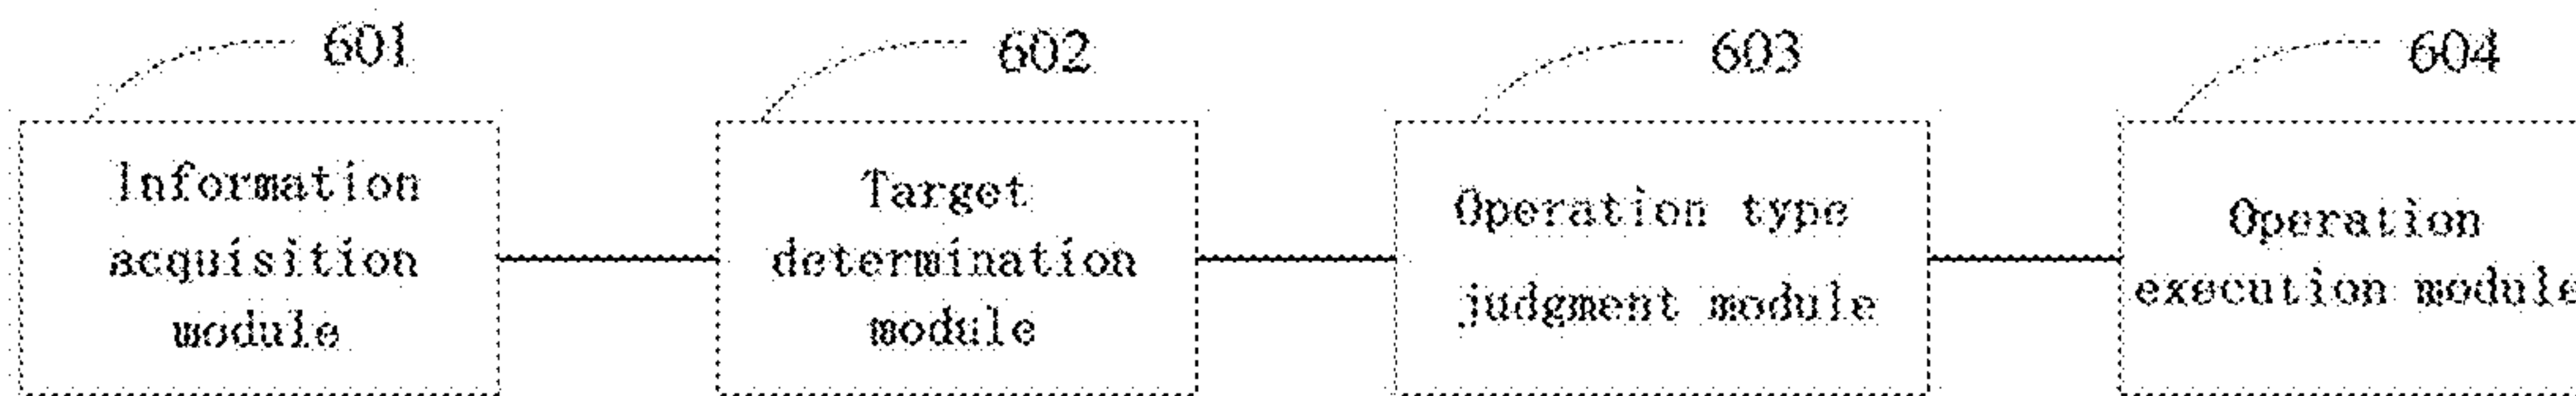 601
602
603
604
Information
acquisition
module
Target
determination
module
Operation type
judgment module
Operation
execution module